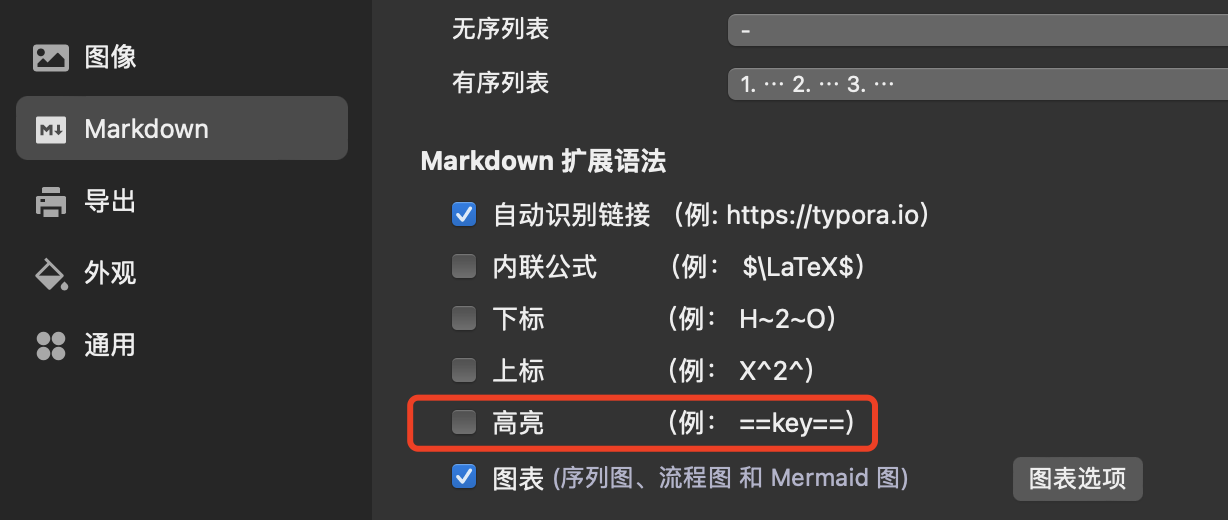 图像
Markdown
导出
外观
通用
无序列表 -
有序列表 1. ··· 2. ··· 3. ···
Markdown 扩展语法
自动识别链接 （例: https://typora.io）
内联公式 （例： $\LaTeX$）
下标 （例： H~2~O）
上标 （例： X^2^）
高亮 （例： ==key==）
图表 (序列图、流程图 和 Mermaid 图) 图表选项